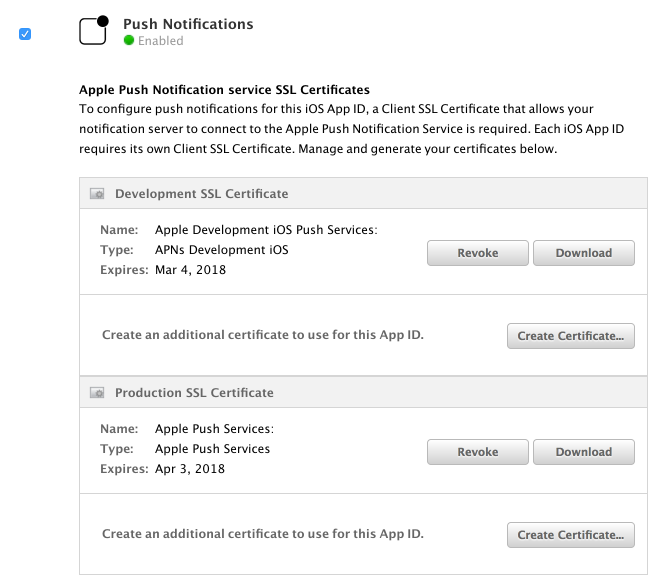 Push Notifications
Enabled
Apple Push Notification service SSL Certificates
To configure push notifications for this iOS App ID, a Client SSL Certificate that allows your
notification server to connect to the Apple Push Notification Service is required. Each iOS App ID
requires its own Client SSL Certificate. Manage and generate your certificates below.
Development SSL Certificate
Name: Apple Development iOS Push Services:
Type: APNs Development iOS
Expires: Mar 4, 2018
Revoke Download
Create an additional certificate to use for this App ID. Create Certificate...
Production SSL Certificate
Name: Apple Push Services:
Type: Apple Push Services
Expires: Apr 3, 2018
Revoke Download
Create an additional certificate to use for this App ID. Create Certificate...